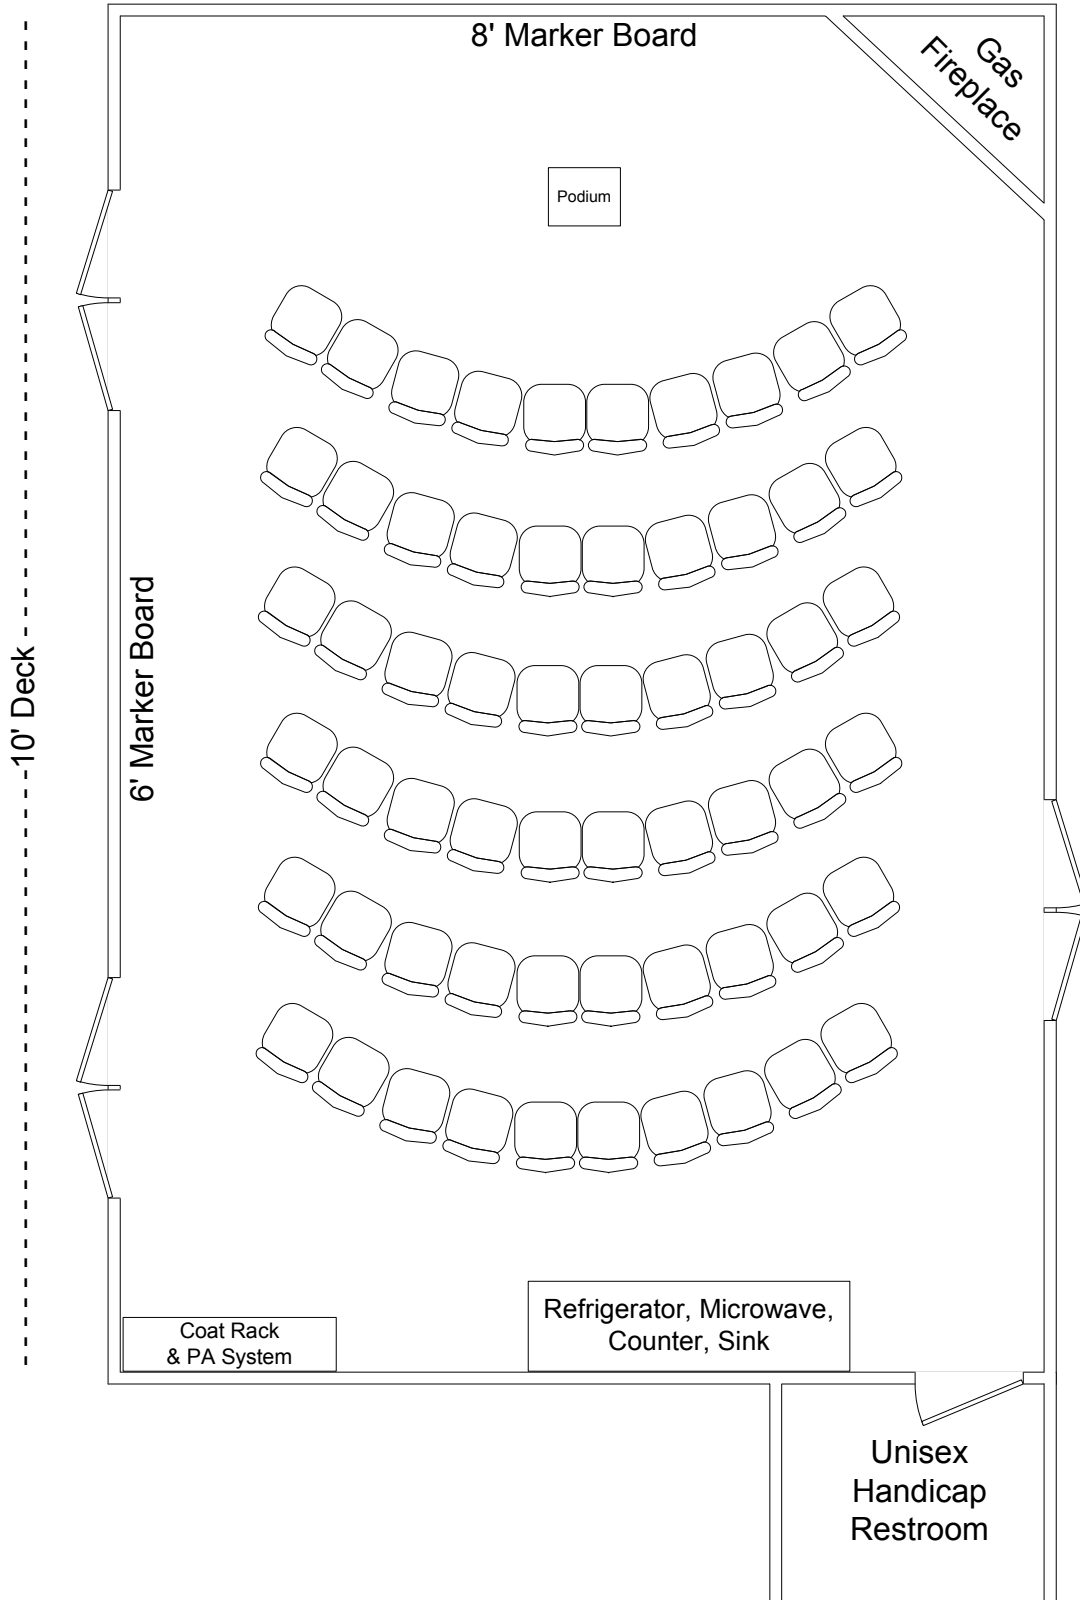 8' Marker Board
Gas
Fireplace
Podium
10' Deck
6' Marker Board
Coat Rack
& PA System
Refrigerator, Microwave,
Counter, Sink
Unisex
Handicap
Restroom